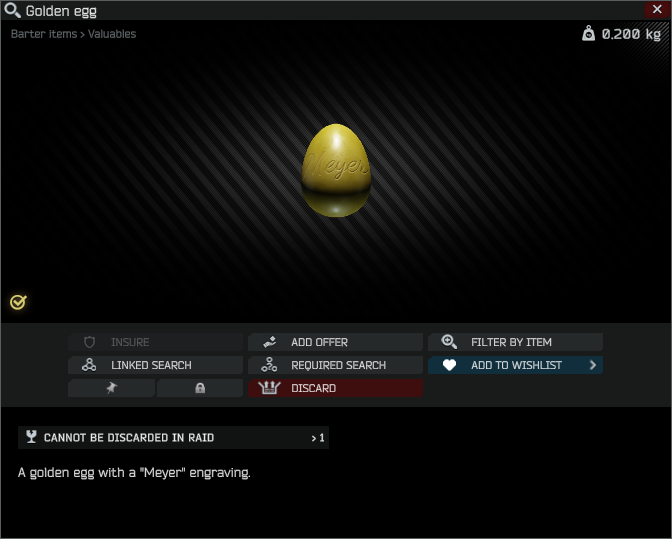 Golden egg
Barter items > Valuables
0.200 kg
Meyer
INSURE
ADD OFFER
FILTER BY ITEM
LINKED SEARCH
REQUIRED SEARCH
ADD TO WISHLIST
DISCARD
CANNOT BE DISCARDED IN RAID
> 1
A golden egg with a "Meyer" engraving.